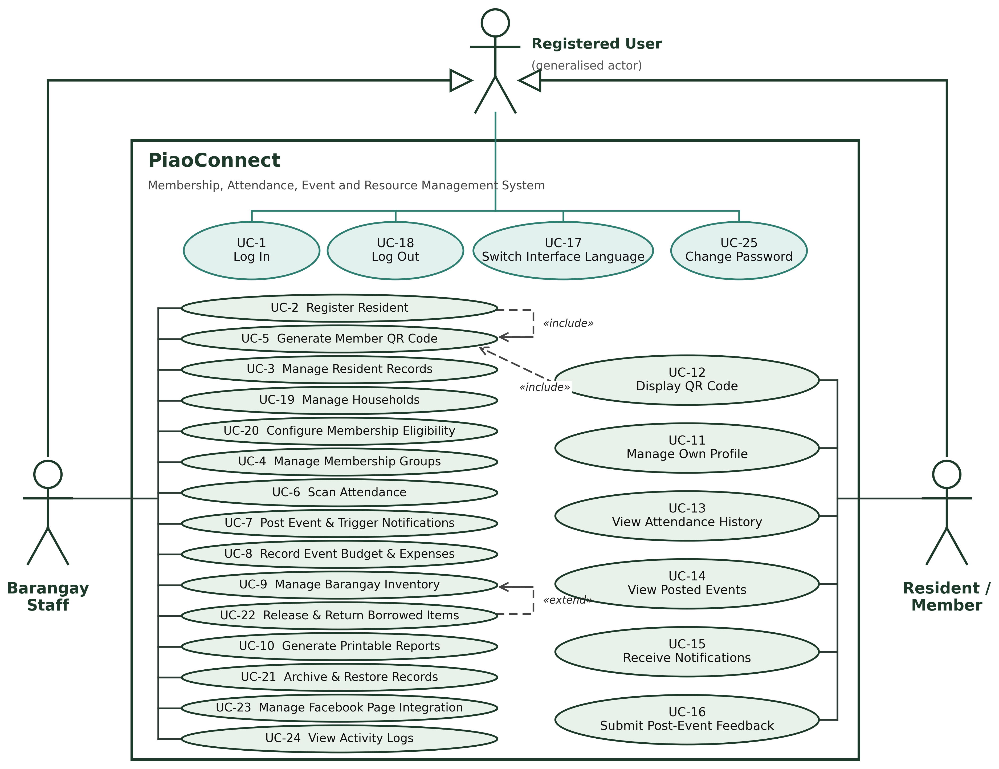 Registered User
(generalised actor)
PiaoConnect
Membership, Attendance, Event and Resource Management System
UC-1
Log In
UC-18
Log Out
UC-17
Switch Interface Language
UC-25
Change Password
UC-2 Register Resident
«include»
UC-5 Generate Member QR Code
UC-3 Manage Resident Records
«include»
UC-19 Manage Households
UC-20 Configure Membership Eligibility
UC-4 Manage Membership Groups
UC-6 Scan Attendance
UC-7 Post Event & Trigger Notifications
UC-8 Record Event Budget & Expenses
UC-9 Manage Barangay Inventory
«extend»
UC-22 Release & Return Borrowed Items
UC-10 Generate Printable Reports
UC-21 Archive & Restore Records
UC-23 Manage Facebook Page Integration
UC-24 View Activity Logs
UC-12
Display QR Code
UC-11
Manage Own Profile
UC-13
View Attendance History
UC-14
View Posted Events
UC-15
Receive Notifications
UC-16
Submit Post-Event Feedback
Barangay
Staff
Resident /
Member